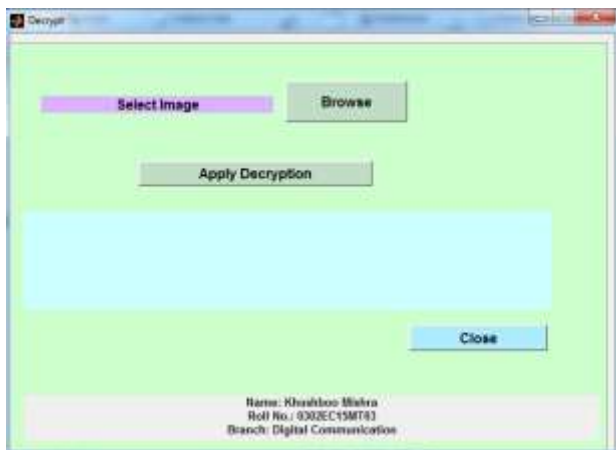 Decrypt
Select Image
Browse
Apply Decryption
Close
Name: Khushboo Mishra
Roll No.: 0302EC15MT03
Branch: Digital Communication